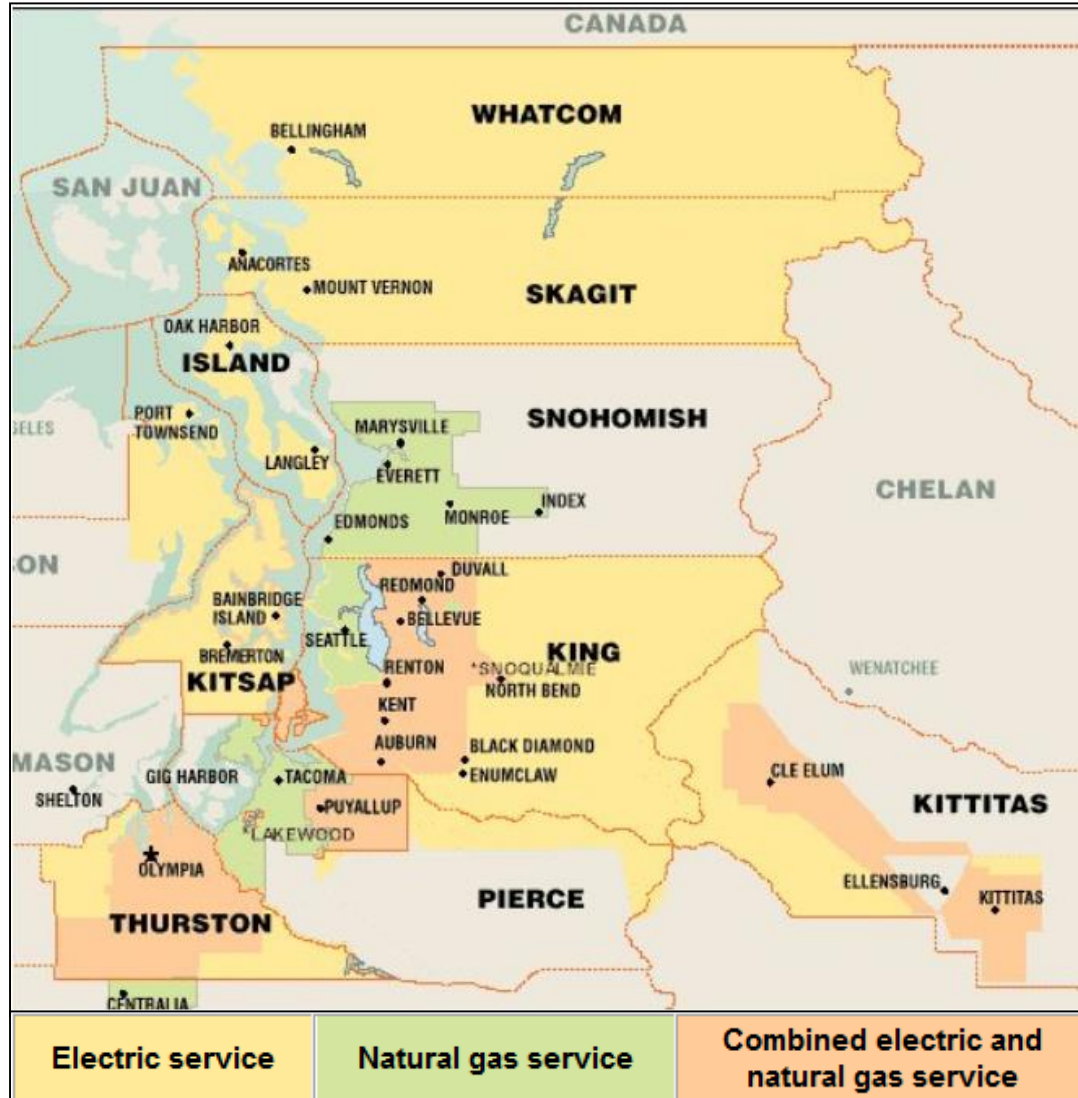 CANADA
WHATCOM
BELLINGHAM
SAN JUAN
ANACORTES
MOUNT VERNON
SKAGIT
OAK HARBOR
ISLAND
PORT
TOWNSEND
SNOHOMISH
MARYSVILLE
ELES
LANGLEY
EVERETT
CHELAN
INDEX
MONROE
EDMONDS
SON
DUVALL
REDMOND
BAINBRIDGE
ISLAND
BELLEVUE
SEATTLE
KING
BREMERTON
RENTON
*SNOQUALMIE
WENATCHEE
KITSAP
NORTH BEND
KENT
AUBURN
BLACK DIAMOND
MASON
GIG HARBOR
TACOMA
ENUMCLAW
CLE ELUM
SHELTON
PUYALLUP
KITTITAS
LAKEWOOD
OLYMPIA
ELLENSBURG
PIERCE
KITTITAS
THURSTON
CENTRALIA
Electric service
Natural gas service
Combined electric and
natural gas service